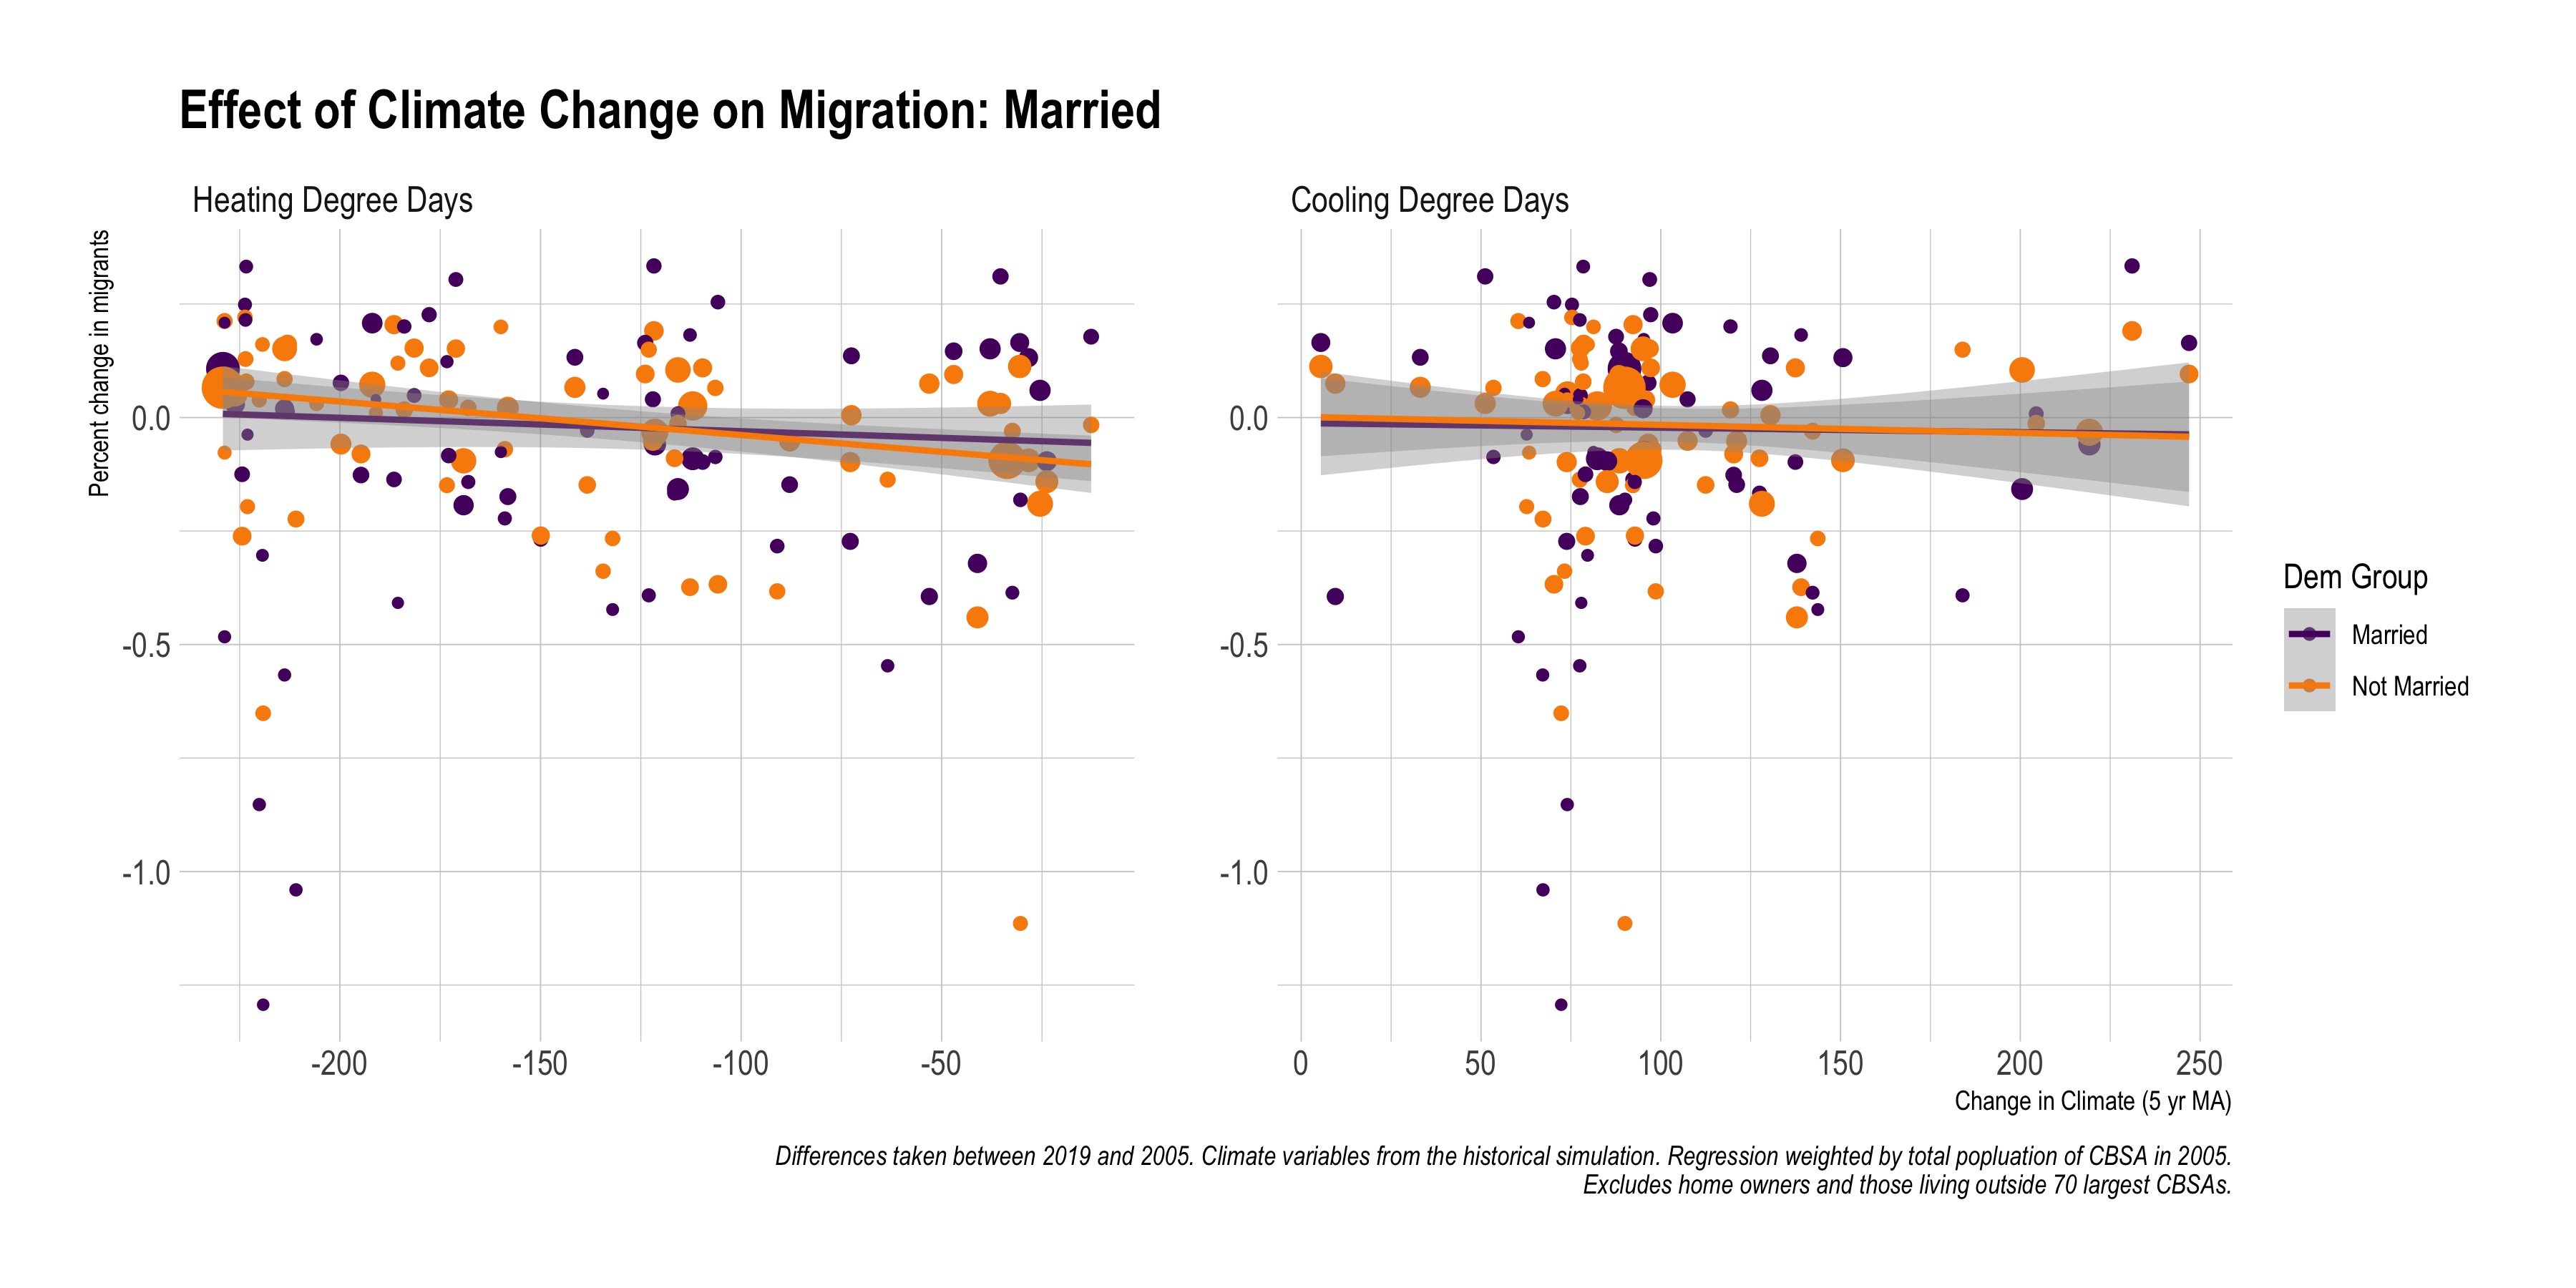 Effect of Climate Change on Migration: Married
Heating Degree Days
Cooling Degree Days
Percent change in migrants
0.0
-0.5
-1.0
0.0
-0.5
-1.0
-200
-150
-100
-50
0
50
100
150
200
250
Change in Climate (5 yr MA)
Dem Group
Married
Not Married
Differences taken between 2019 and 2005. Climate variables from the historical simulation. Regression weighted by total popluation of CBSA in 2005.
Excludes home owners and those living outside 70 largest CBSAs.